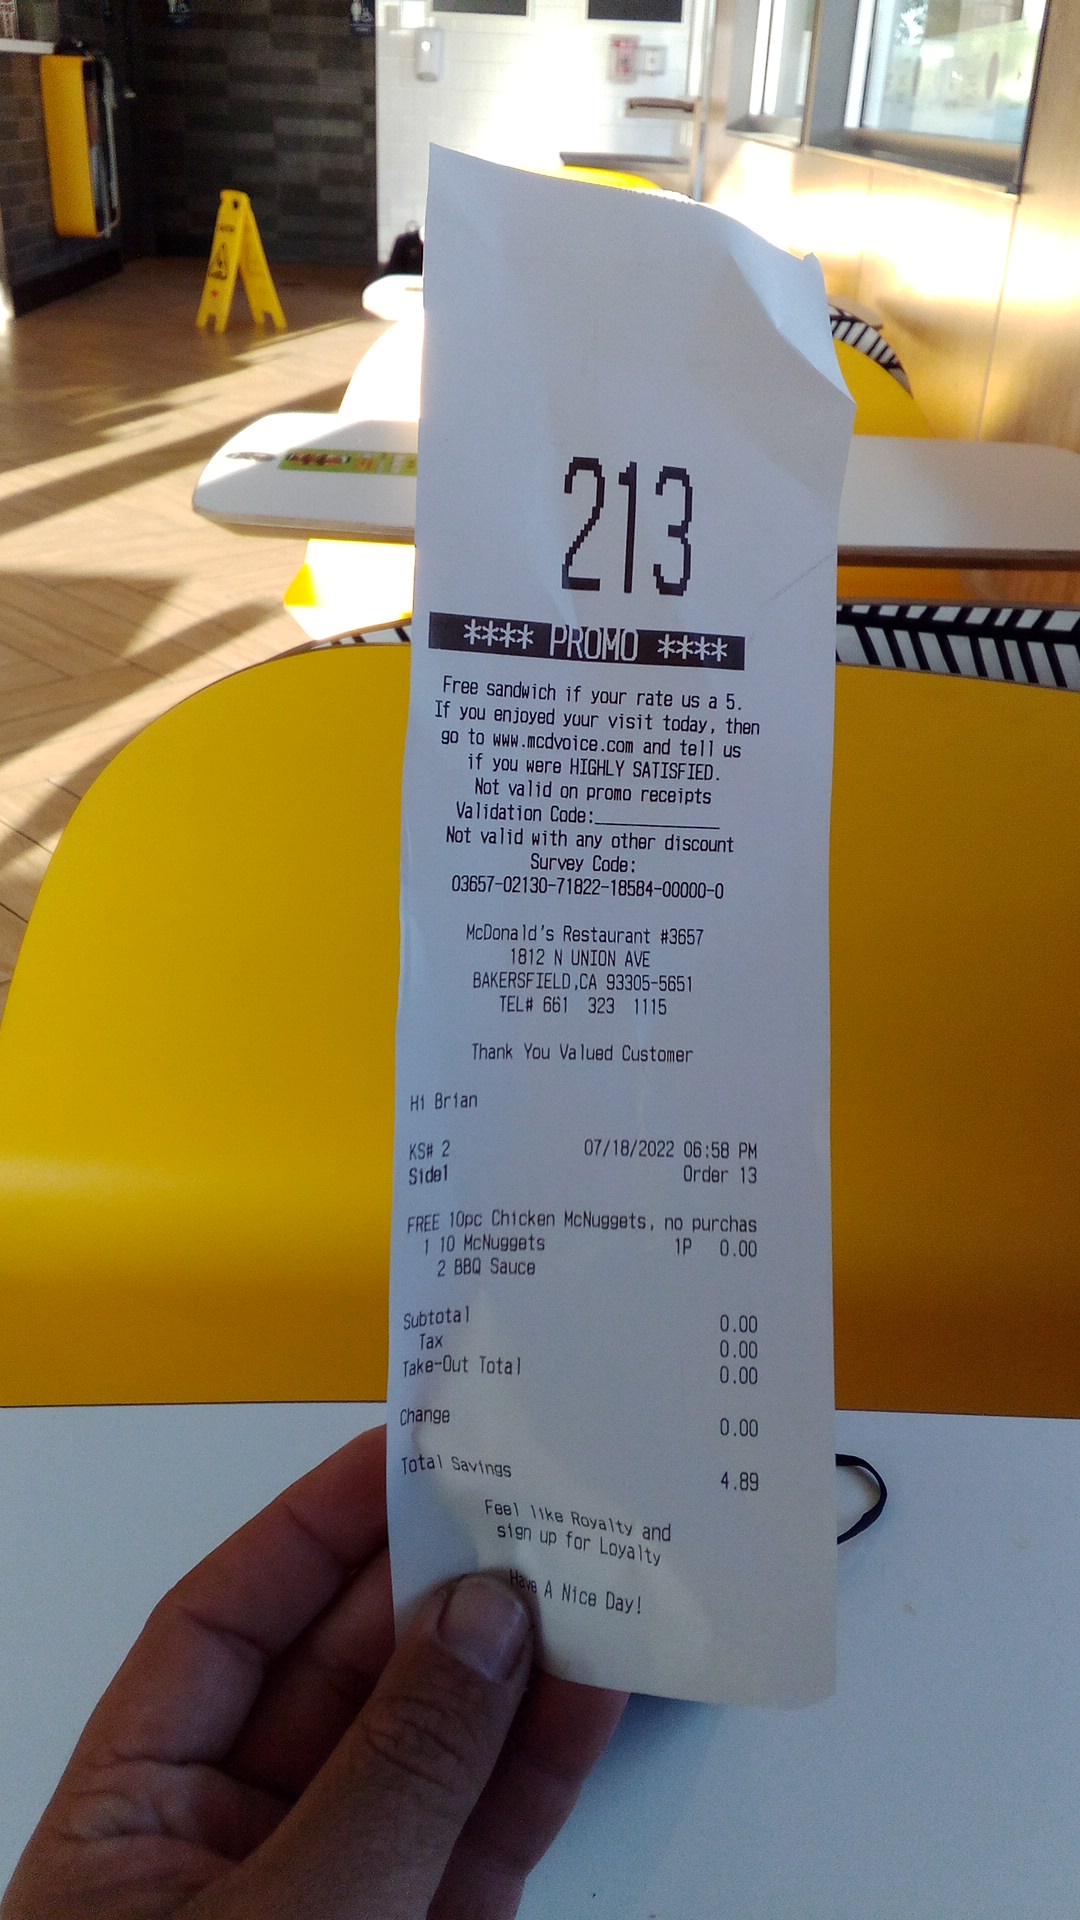 213
**** PROMO ****
Free sandwich if your rate us a 5.
If you enjoyed your visit today, then
go to www.mcdvoice.com and tell us
if you were HIGHLY SATISFIED.
Not valid on promo receipts
Validation Code:____________
Not valid with any other discount
Survey Code:
03657-02130-71822-18584-00000-0
McDonald's Restaurant #3657
1812 N UNION AVE
BAKERSFIELD,CA 93305-5651
TEL# 661 323 1115
Thank You Valued Customer
Hi Brian
KS# 2 07/18/2022 06:58 PM
Side1 Order 13
FREE 10pc Chicken McNuggets, no purchas
1 10 McNuggets 1P 0.00
2 BBQ Sauce
Subtotal 0.00
Tax 0.00
Take-Out Total 0.00
Change 0.00
Total Savings 4.89
Feel like Royalty and
sign up for Loyalty
Have A Nice Day!